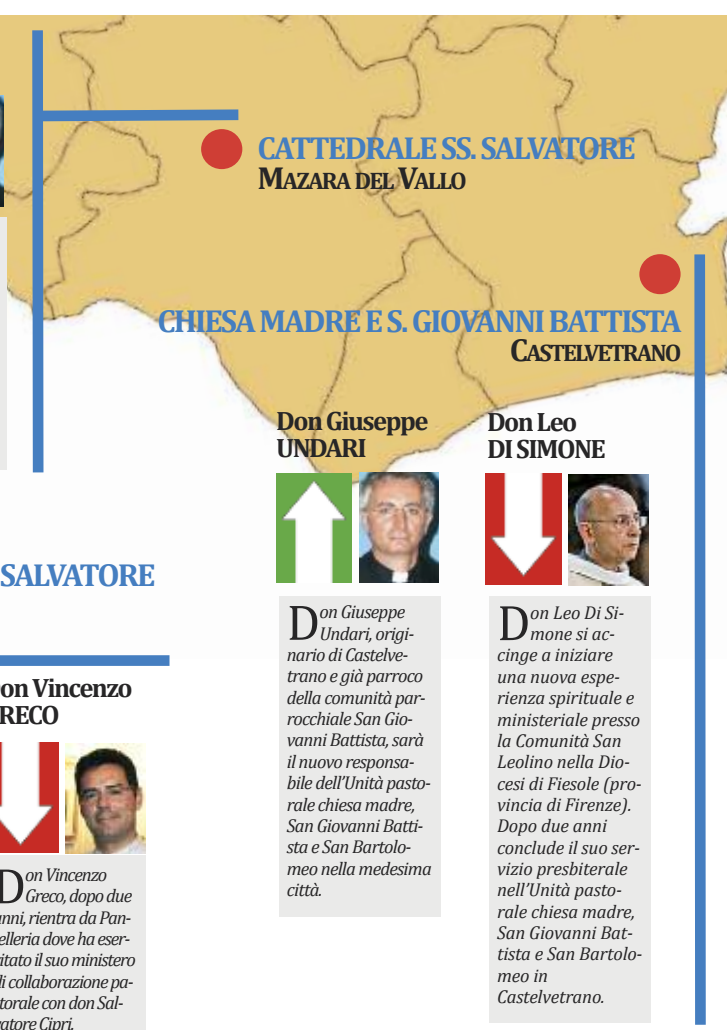 CATTEDRALE SS. SALVATORE
MAZARA DEL VALLO
CHIESA MADRE E S. GIOVANNI BATTISTA
CASTELVETRANO
Don Giuseppe
UNDARI
Don Giuseppe
Undari, origi-
nario di Castelve-
trano e già parroco
della comunità par-
rocchiale San Gio-
vanni Battista, sarà
il nuovo responsa-
bile dell'Unità pasto-
rale chiesa madre,
San Giovanni Batti-
sta e San Bartolo-
meo nella medesima
città.
Don Leo
DI SIMONE
Don Leo Di Si-
mone si ac-
cinge a iniziare
una nuova espe-
rienza spirituale e
ministeriale presso
la Comunità San
Leolino nella Dio-
cesi di Fiesole (pro-
vincia di Firenze).
Dopo due anni
conclude il suo ser-
vizio presbiterale
nell'Unità pasto-
rale chiesa madre,
San Giovanni Bat-
tista e San Bartolo-
meo in
Castelvetrano.
SALVATORE
on Vincenzo
RECO
Don Vincenzo
Greco, dopo due
anni, rientra da Pan-
elleria dove ha eser-
itato il suo ministero
di collaborazione pa-
torale con don Sal-
vatore Cipri.